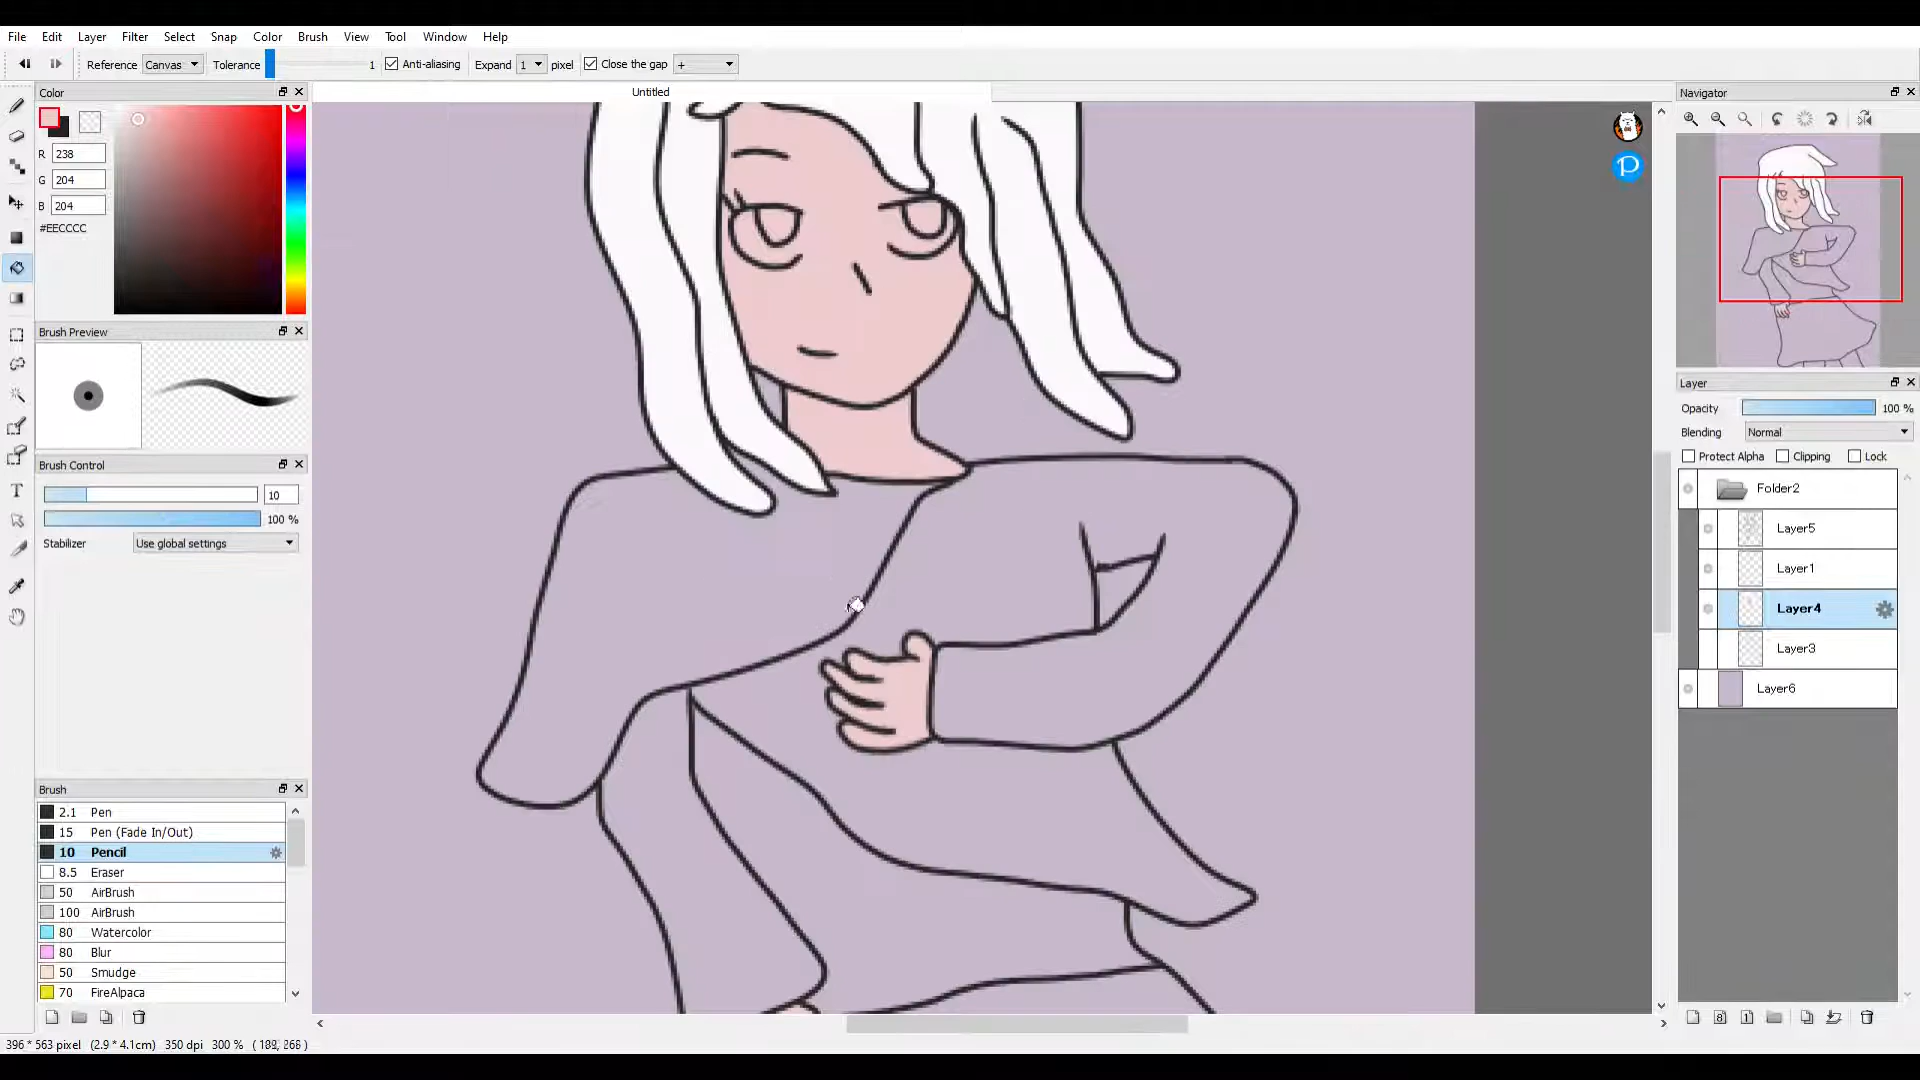 File Edit Layer Filter Select Snap Color Brush View Tool Window Help
Reference Canvas Tolerance 1 Anti-aliasing Expand 1 pixel Close the gap +
Color
Untitled
Navigator
R 238
G 204
B 204
#EECCCC
Brush Preview
Brush Control
10
100 %
Stabilizer Use global settings
Brush
2.1 Pen
15 Pen (Fade In/Out)
10 Pencil
8.5 Eraser
50 AirBrush
100 AirBrush
80 Watercolor
80 Blur
50 Smudge
70 FireAlpaca
Layer
Opacity 100 %
Blending Normal
Protect Alpha Clipping Lock
Folder2
Layer5
Layer1
Layer4
Layer3
Layer6
396 * 563 pixel (2.9 * 4.1cm) 350 dpi 300 % ( 189, 268 )